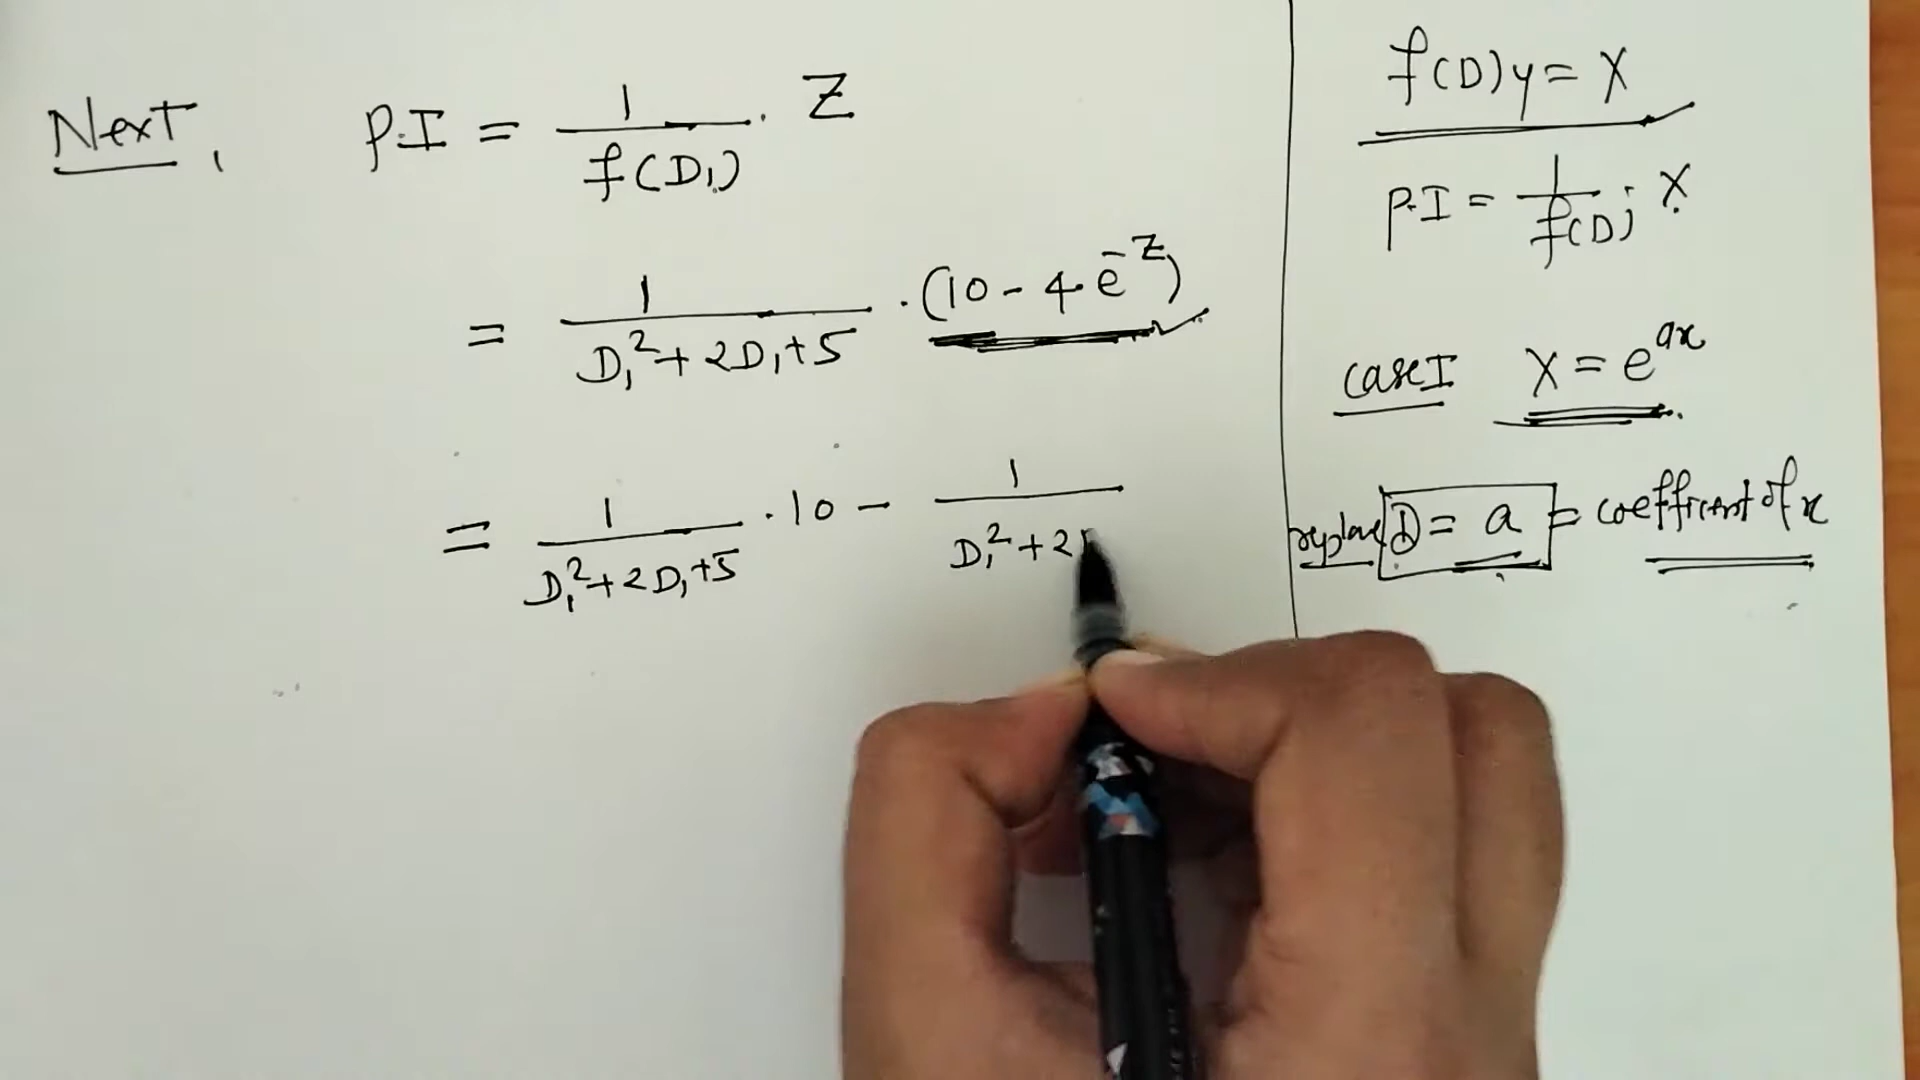 Next, P.I = 1/f(D₁) . Z
= 1/(D₁² + 2D₁ + 5) . (10 - 4e^-z)
= 1/(D₁² + 2D₁ + 5) . 10 - 1/(D₁² + 2
f(D)y = X
P.I = 1/f(D) . X
case I X = e^ax
replace D = a = coefficient of x